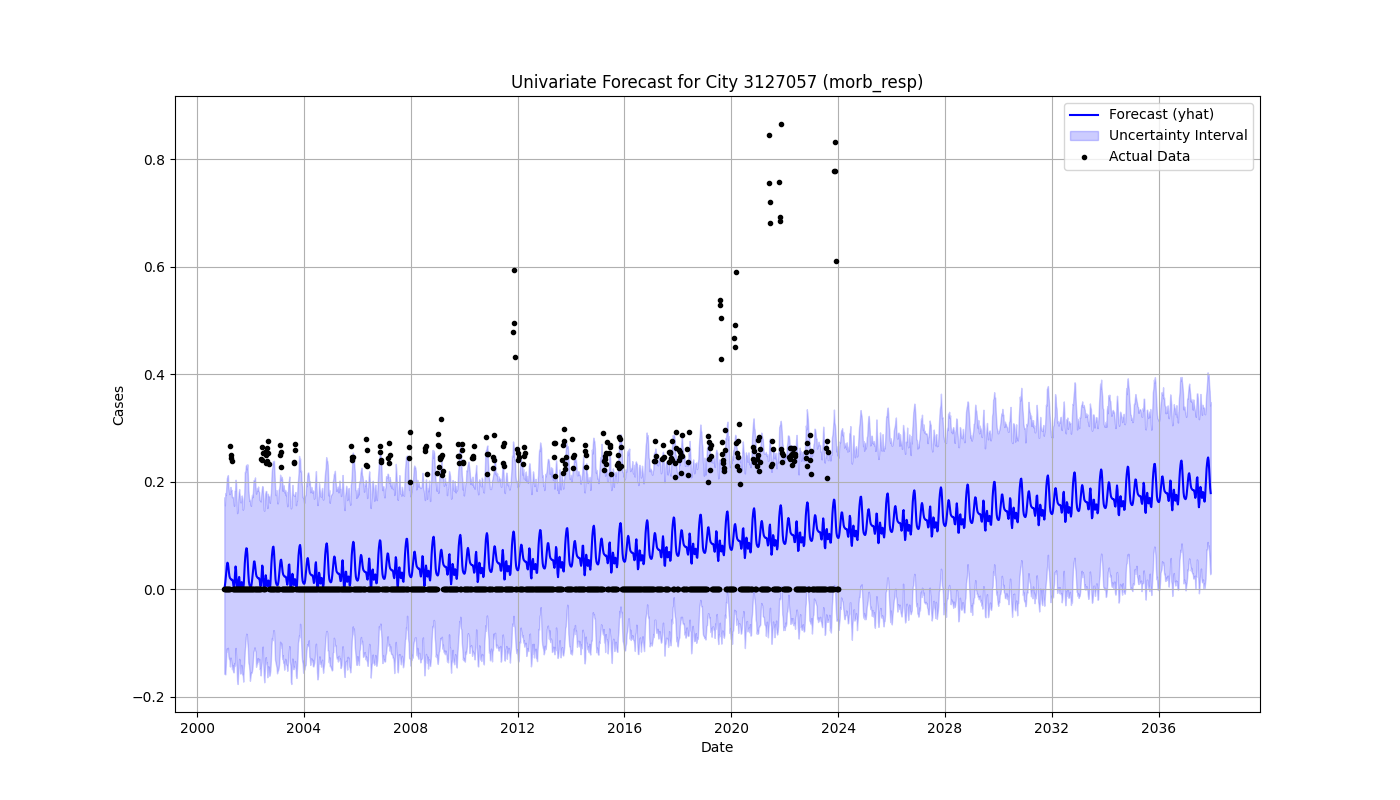 Univariate Forecast for City 3127057 (morb_resp)
Forecast (yhat)
Uncertainty Interval
Actual Data
Cases
0.8
0.6
0.4
0.2
0.0
−0.2
2000 2004 2008 2012 2016 2020 2024 2028 2032 2036
Date